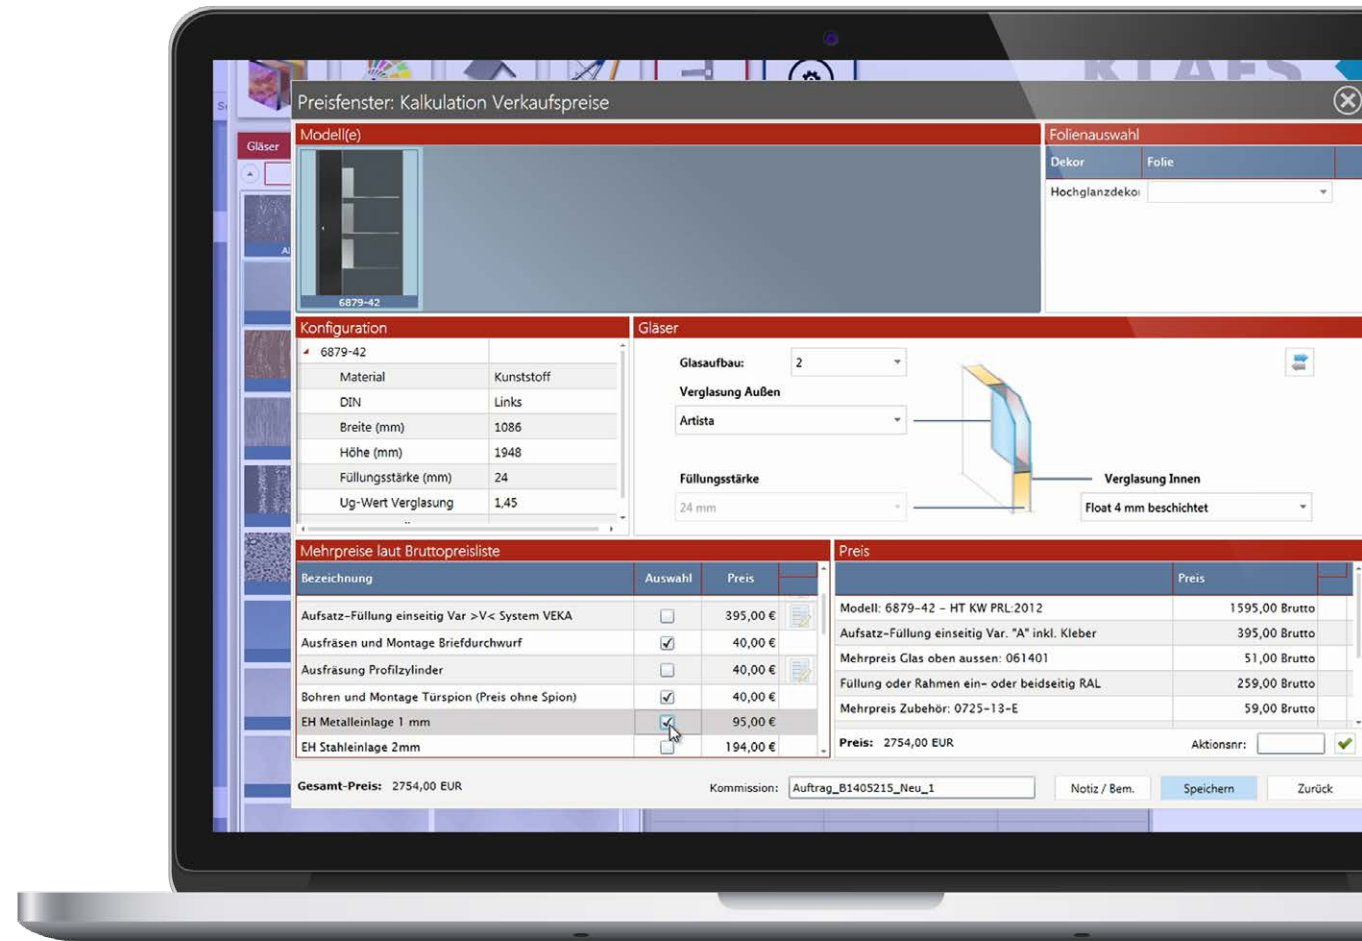 KLAES
Preisfenster: Kalkulation Verkaufspreise
Gläser
Modell(e)
6879-42
Folienauswahl
Dekor Folie
Hochglanzdeko
Konfiguration
6879-42
Material Kunststoff
DIN Links
Breite (mm) 1086
Höhe (mm) 1948
Füllungsstärke (mm) 24
Ug-Wert Verglasung 1,45
Gläser
Glasaufbau: 2
Verglasung Außen
Artista
Füllungsstärke
24 mm
Verglasung Innen
Float 4 mm beschichtet
Mehrpreise laut Bruttopreisliste
Bezeichnung Auswahl Preis
Aufsatz-Füllung einseitig Var >V< System VEKA 395,00 €
Ausfräsen und Montage Briefdurchwurf 40,00 €
Ausfräsung Profilzylinder 40,00 €
Bohren und Montage Türspion (Preis ohne Spion) 40,00 €
EH Metalleinlage 1 mm 95,00 €
EH Stahleinlage 2mm 194,00 €
Preis
Preis
Modell: 6879-42 - HT KW PRL:2012 1595,00 Brutto
Aufsatz-Füllung einseitig Var. "A" inkl. Kleber 395,00 Brutto
Mehrpreis Glas oben aussen: 061401 51,00 Brutto
Füllung oder Rahmen ein- oder beidseitig RAL 259,00 Brutto
Mehrpreis Zubehör: 0725-13-E 59,00 Brutto
Preis: 2754,00 EUR Aktionsnr:
Gesamt-Preis: 2754,00 EUR Kommission: Auftrag_B1405215_Neu_1 Notiz / Bem. Speichern Zurück